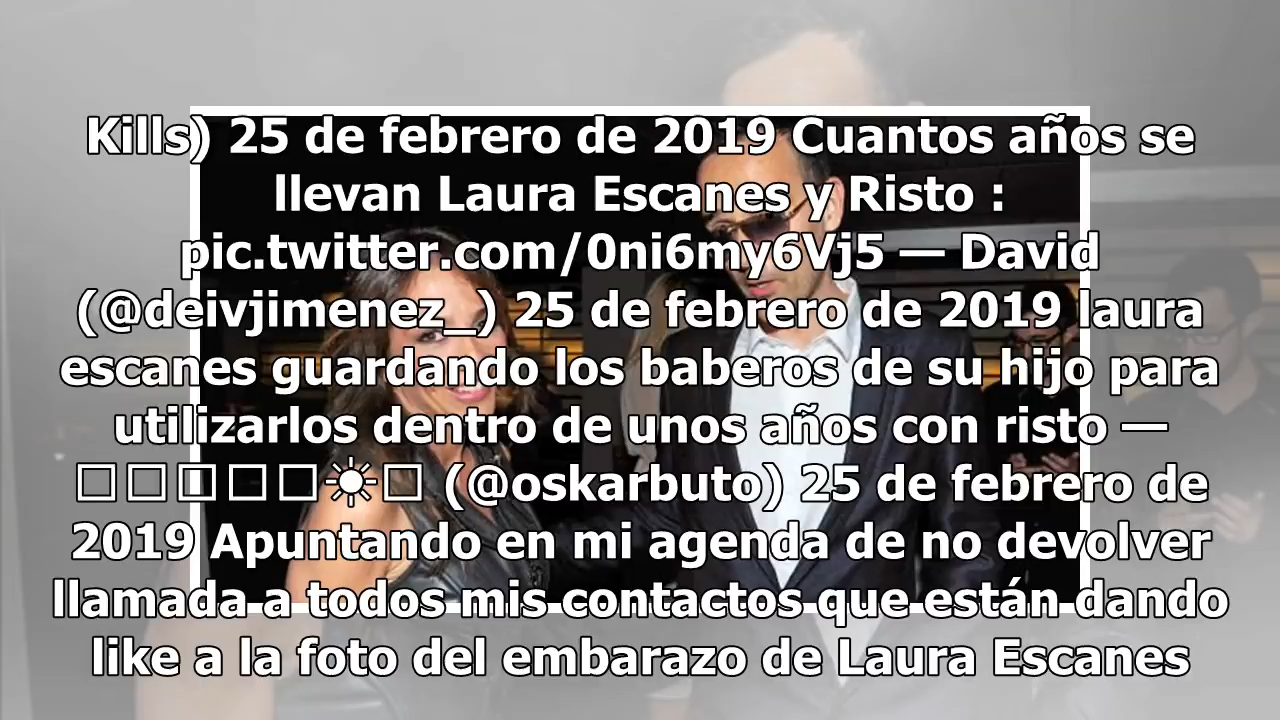 Kills) 25 de febrero de 2019 Cuantos años se
llevan Laura Escanes y Risto :
pic.twitter.com/0ni6my6Vj5 — David
(@deivjimenez_) 25 de febrero de 2019 laura
escanes guardando los baberos de su hijo para
utilizarlos dentro de unos años con risto —
□□□□□☀□ (@oskarbuto) 25 de febrero de
2019 Apuntando en mi agenda de no devolver
llamada a todos mis contactos que están dando
like a la foto del embarazo de Laura Escanes